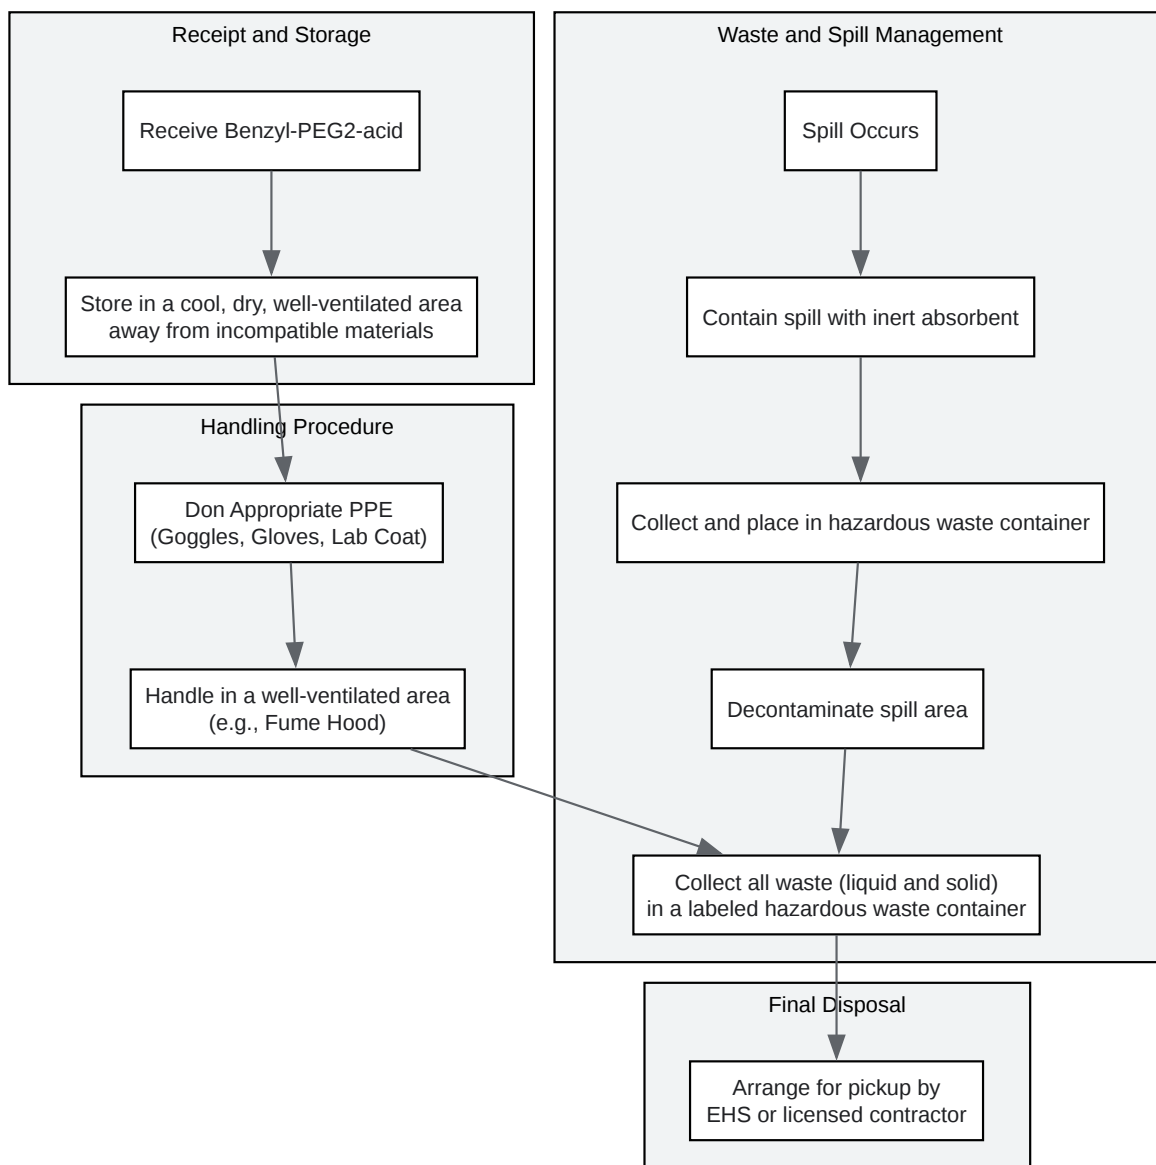 Receipt and Storage
Receive Benzyl-PEG2-acid
Store in a cool, dry, well-ventilated area
away from incompatible materials
Handling Procedure
Don Appropriate PPE
(Goggles, Gloves, Lab Coat)
Handle in a well-ventilated area
(e.g., Fume Hood)
Waste and Spill Management
Spill Occurs
Contain spill with inert absorbent
Collect and place in hazardous waste container
Decontaminate spill area
Collect all waste (liquid and solid)
in a labeled hazardous waste container
Final Disposal
Arrange for pickup by
EHS or licensed contractor